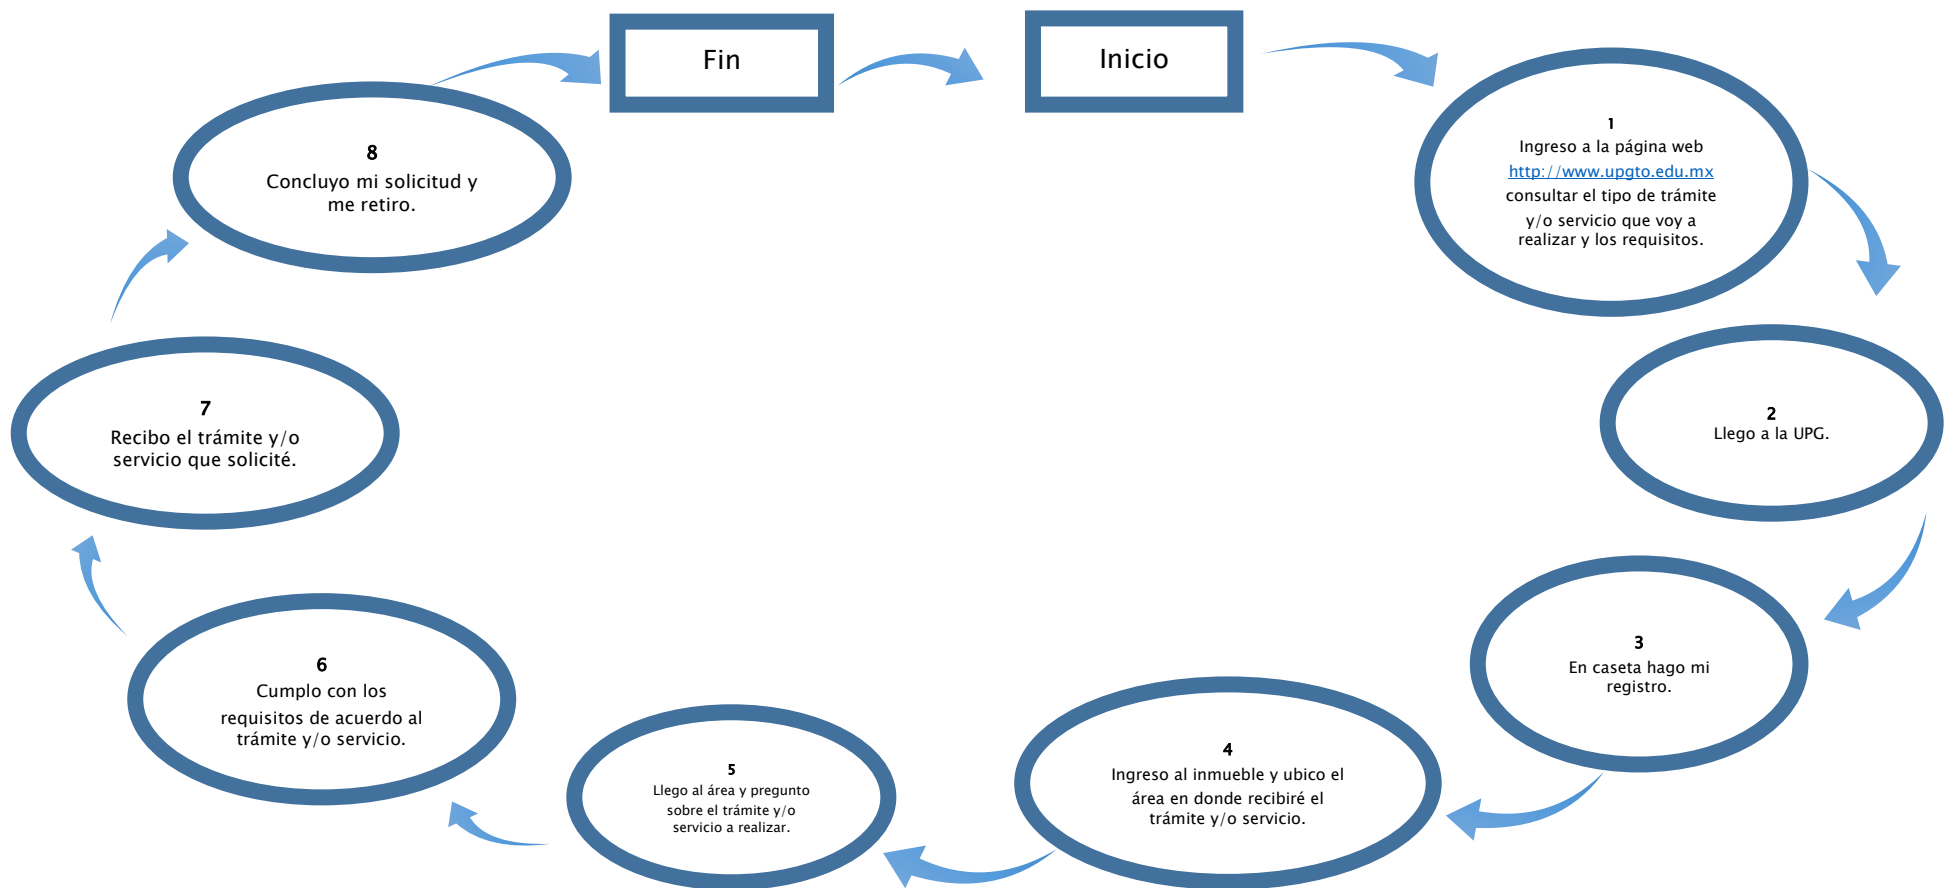 Fin
Inicio
1
Ingreso a la página web
http://www.upgto.edu.mx
consultar el tipo de trámite
y/o servicio que voy a
realizar y los requisitos.
2
Llego a la UPG.
3
En caseta hago mi
registro.
4
Ingreso al inmueble y ubico el
área en donde recibiré el
trámite y/o servicio.
5
Llego al área y pregunto
sobre el trámite y/o
servicio a realizar.
6
Cumplo con los
requisitos de acuerdo al
trámite y/o servicio.
7
Recibo el trámite y/o
servicio que solicité.
8
Concluyo mi solicitud y
me retiro.